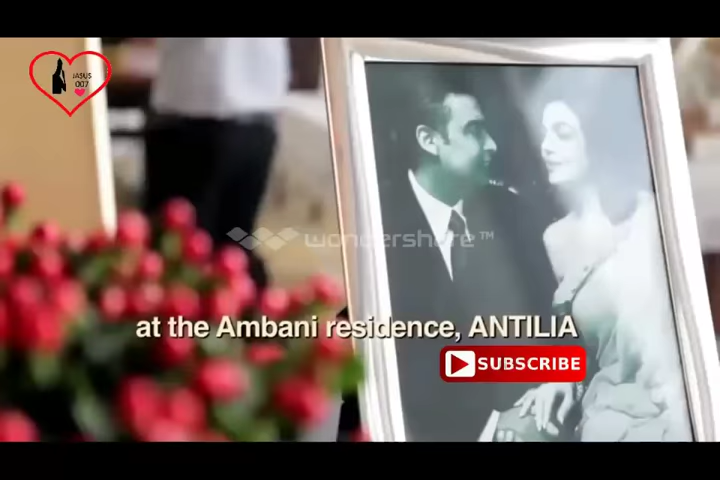 JASUS
007
wondershare™
at the Ambani residence, ANTILIA
SUBSCRIBE